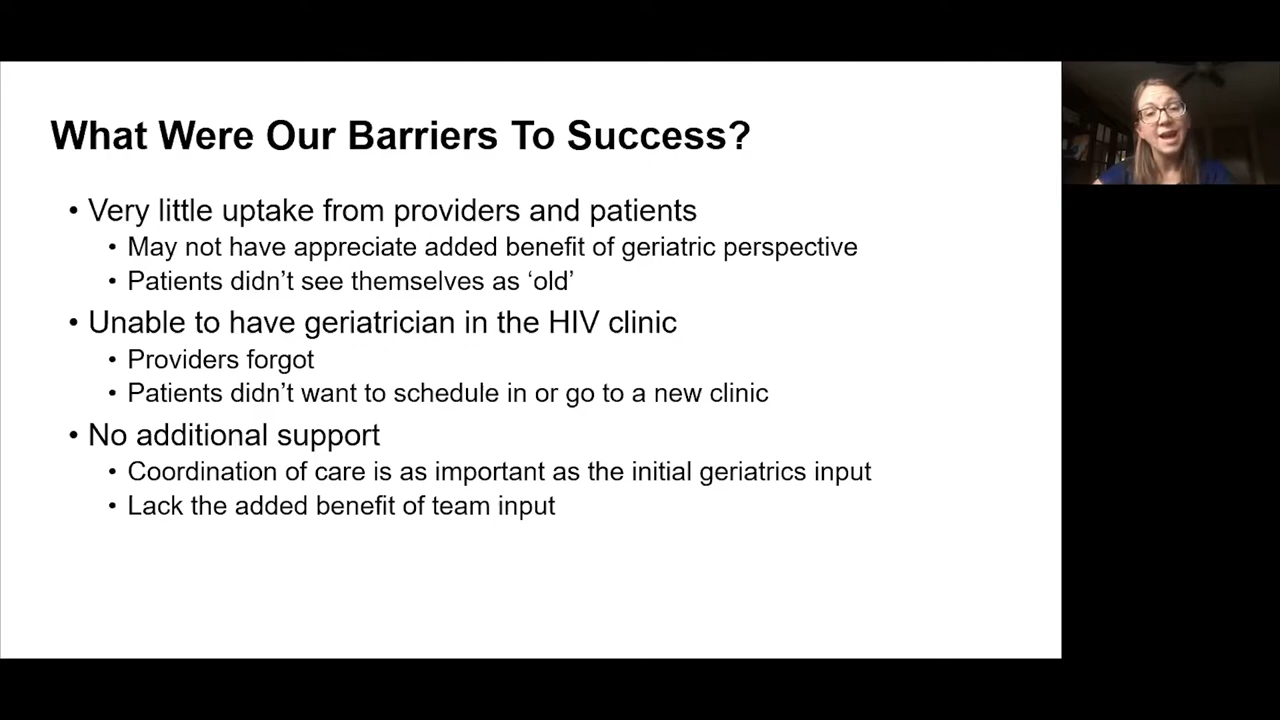 What Were Our Barriers To Success?
• Very little uptake from providers and patients
• May not have appreciate added benefit of geriatric perspective
• Patients didn’t see themselves as ‘old’
• Unable to have geriatrician in the HIV clinic
• Providers forgot
• Patients didn’t want to schedule in or go to a new clinic
• No additional support
• Coordination of care is as important as the initial geriatrics input
• Lack the added benefit of team input